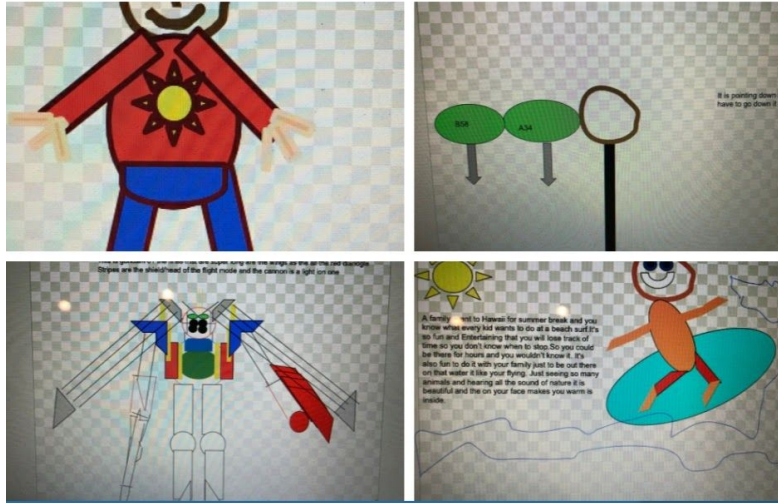 It is pointing down
have to go down if
B58
A34
Stripes are the shield/head of the flight mode and the cannon is a light on one
A family went to Hawaii for summer break and you
know what every kid wants to do at a beach surf.It's
so fun and Entertaining that you will lose track of
time so you don't know when to stop.So you could
be there for hours and you wouldn't know it. It's
also fun to do it with your family just to be out there
on that water it like your flying. Just seeing so many
animals and hearing all the sound of nature it is
beautiful and the on your face makes you warm is
inside.